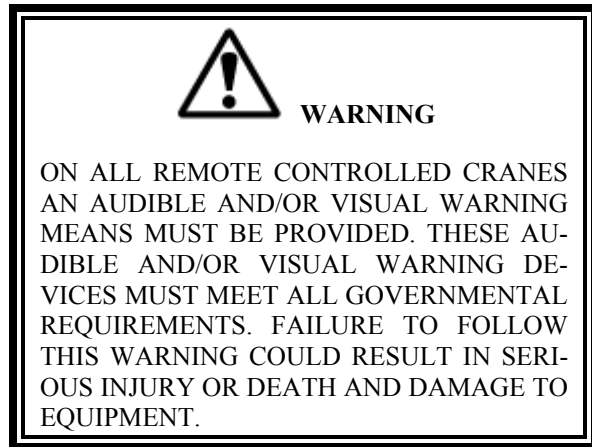 WARNING
ON ALL REMOTE CONTROLLED CRANES
AN AUDIBLE AND/OR VISUAL WARNING
MEANS MUST BE PROVIDED. THESE AU-
DIBLE AND/OR VISUAL WARNING DE-
VICES MUST MEET ALL GOVERNMENTAL
REQUIREMENTS. FAILURE TO FOLLOW
THIS WARNING COULD RESULT IN SERI-
OUS INJURY OR DEATH AND DAMAGE TO
EQUIPMENT.